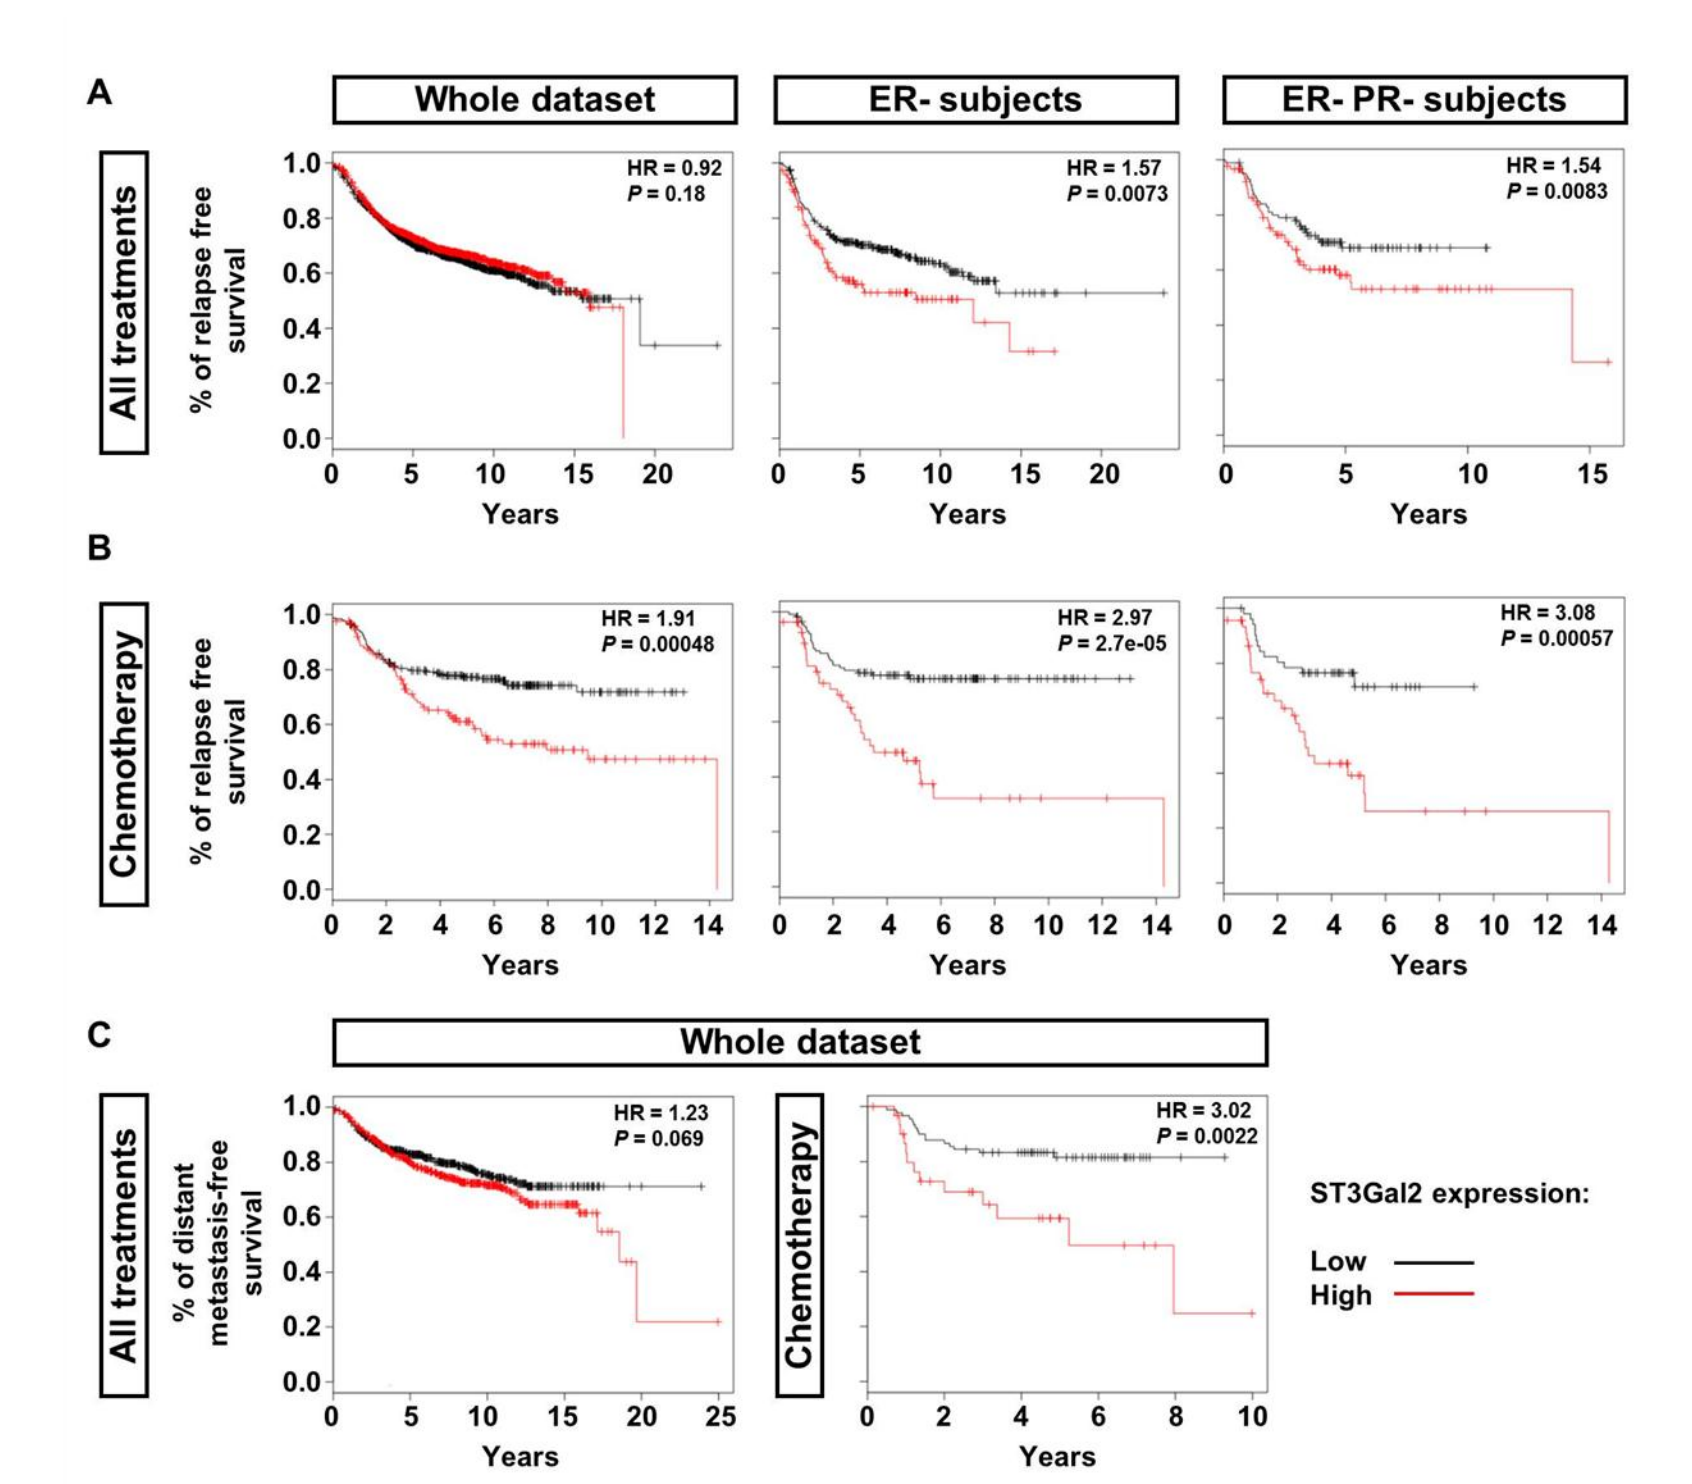 A
Whole dataset
ER- subjects
ER- PR- subjects
All treatments
% of relapse free
survival
1.0
0.8
0.6
0.4
0.2
0.0
HR = 0.92
P = 0.18
0 5 10 15 20
Years
HR = 1.57
P = 0.0073
0 5 10 15 20
Years
HR = 1.54
P = 0.0083
0 5 10 15
Years
B
Chemotherapy
% of relapse free
survival
1.0
0.8
0.6
0.4
0.2
0.0
HR = 1.91
P = 0.00048
0 2 4 6 8 10 12 14
Years
HR = 2.97
P = 2.7e-05
0 2 4 6 8 10 12 14
Years
HR = 3.08
P = 0.00057
0 2 4 6 8 10 12 14
Years
C
Whole dataset
All treatments
% of distant
metastasis-free
survival
1.0
0.8
0.6
0.4
0.2
0.0
HR = 1.23
P = 0.069
0 5 10 15 20 25
Years
Chemotherapy
HR = 3.02
P = 0.0022
0 2 4 6 8 10
Years
ST3Gal2 expression:
Low
High